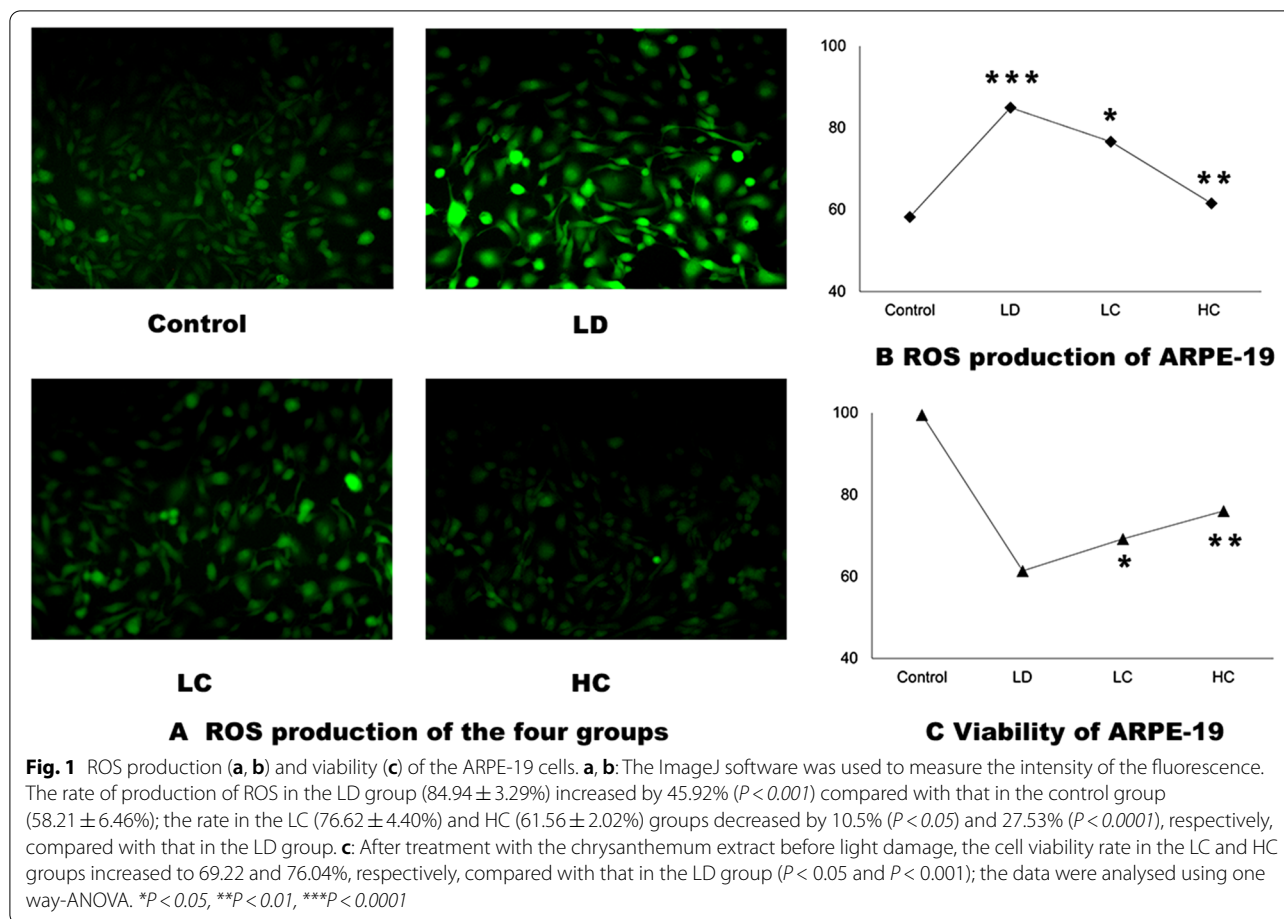 Control
LD
LC
HC
A ROS production of the four groups
100
80
60
40
***
*
**
Control LD LC HC
B ROS production of ARPE-19
100
80
60
40
*
**
Control LD LC HC
C Viability of ARPE-19
Fig. 1 ROS production (a, b) and viability (c) of the ARPE-19 cells. a, b: The ImageJ software was used to measure the intensity of the fluorescence.
The rate of production of ROS in the LD group (84.94 ± 3.29%) increased by 45.92% (P < 0.001) compared with that in the control group
(58.21 ± 6.46%); the rate in the LC (76.62 ± 4.40%) and HC (61.56 ± 2.02%) groups decreased by 10.5% (P < 0.05) and 27.53% (P < 0.0001), respectively,
compared with that in the LD group. c: After treatment with the chrysanthemum extract before light damage, the cell viability rate in the LC and HC
groups increased to 69.22 and 76.04%, respectively, compared with that in the LD group (P < 0.05 and P < 0.001); the data were analysed using one
way-ANOVA. *P < 0.05, **P < 0.01, ***P < 0.0001